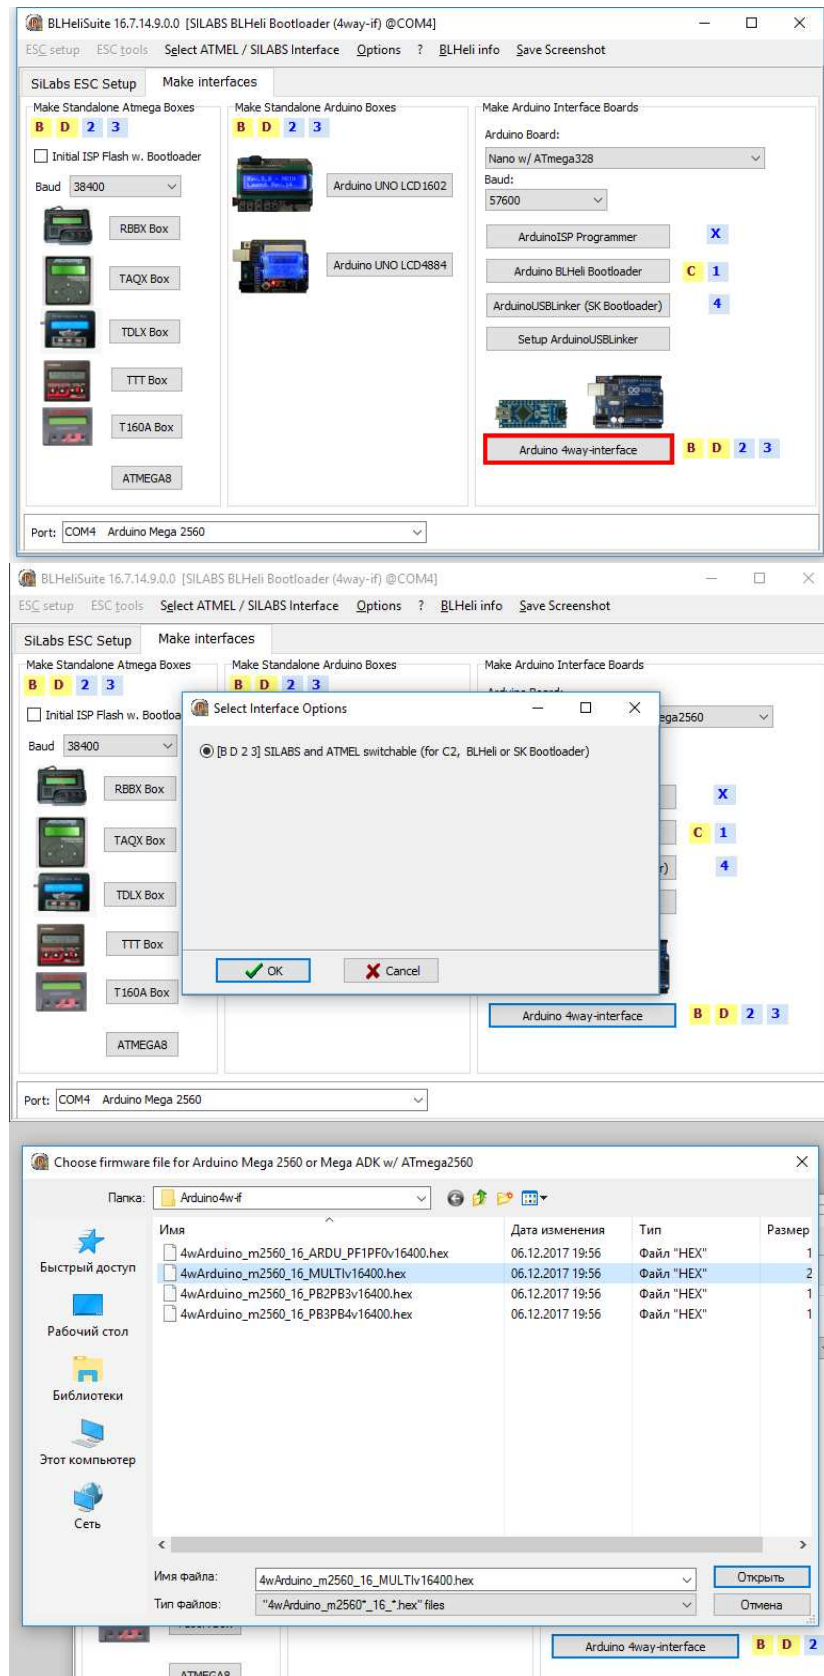 BLHeliSuite 16.7.14.9.0.0 [SILABS BLHeli Bootloader (4way-if) @COM4]
ESC setup ESC tools Select ATMEL / SILABS Interface Options ? BLHeli info Save Screenshot
SiLabs ESC Setup Make interfaces
Make Standalone Atmega Boxes Make Standalone Arduino Boxes Make Arduino Interface Boards
B D 2 3 B D 2 3 Arduino Board:
Initial ISP Flash w. Bootloader Nano w/ ATmega328
Baud 38400 Arduino UNO LCD1602 Baud:
57600
RBBX Box ArduinoISP Programmer X
TAQX Box Arduino UNO LCD4884 Arduino BLHeli Bootloader C 1
ArduinoUSBLinker (SK Bootloader) 4
TDLX Box Setup ArduinoUSBLinker
TTT Box
T160A Box
Arduino 4way-interface B D 2 3
ATMEGA8
Port: COM4 Arduino Mega 2560
BLHeliSuite 16.7.14.9.0.0 [SILABS BLHeli Bootloader (4way-if) @COM4]
ESC setup ESC tools Select ATMEL / SILABS Interface Options ? BLHeli info Save Screenshot
SiLabs ESC Setup Make interfaces
Make Standalone Atmega Boxes Make Standalone Arduino Boxes Make Arduino Interface Boards
B D 2 3 B D 2 3
Select Interface Options
Initial ISP Flash w. Bootloa ega2560
Baud 38400 [B D 2 3] SILABS and ATMEL switchable (for C2, BLHeli or SK Bootloader)
RBBX Box X
TAQX Box C 1
r) 4
TDLX Box
TTT Box
OK Cancel
T160A Box
Arduino 4way-interface B D 2 3
ATMEGA8
Port: COM4 Arduino Mega 2560
Choose firmware file for Arduino Mega 2560 or Mega ADK w/ ATmega2560
Папка: Arduino4w-if
Имя Дата изменения Тип Размер
4wArduino_m2560_16_ARDU_PF1PF0v16400.hex 06.12.2017 19:56 Файл "HEX" 1
4wArduino_m2560_16_MULTIv16400.hex 06.12.2017 19:56 Файл "HEX" 2
4wArduino_m2560_16_PB2PB3v16400.hex 06.12.2017 19:56 Файл "HEX" 1
4wArduino_m2560_16_PB3PB4v16400.hex 06.12.2017 19:56 Файл "HEX" 1
Быстрый доступ
Рабочий стол
Библиотеки
Этот компьютер
Сеть
Имя файла: 4wArduino_m2560_16_MULTIv16400.hex Открыть
Тип файлов: "4wArduino_m2560*_16_*.hex" files Отмена
Arduino 4way-interface B D 2
ATMEGA8